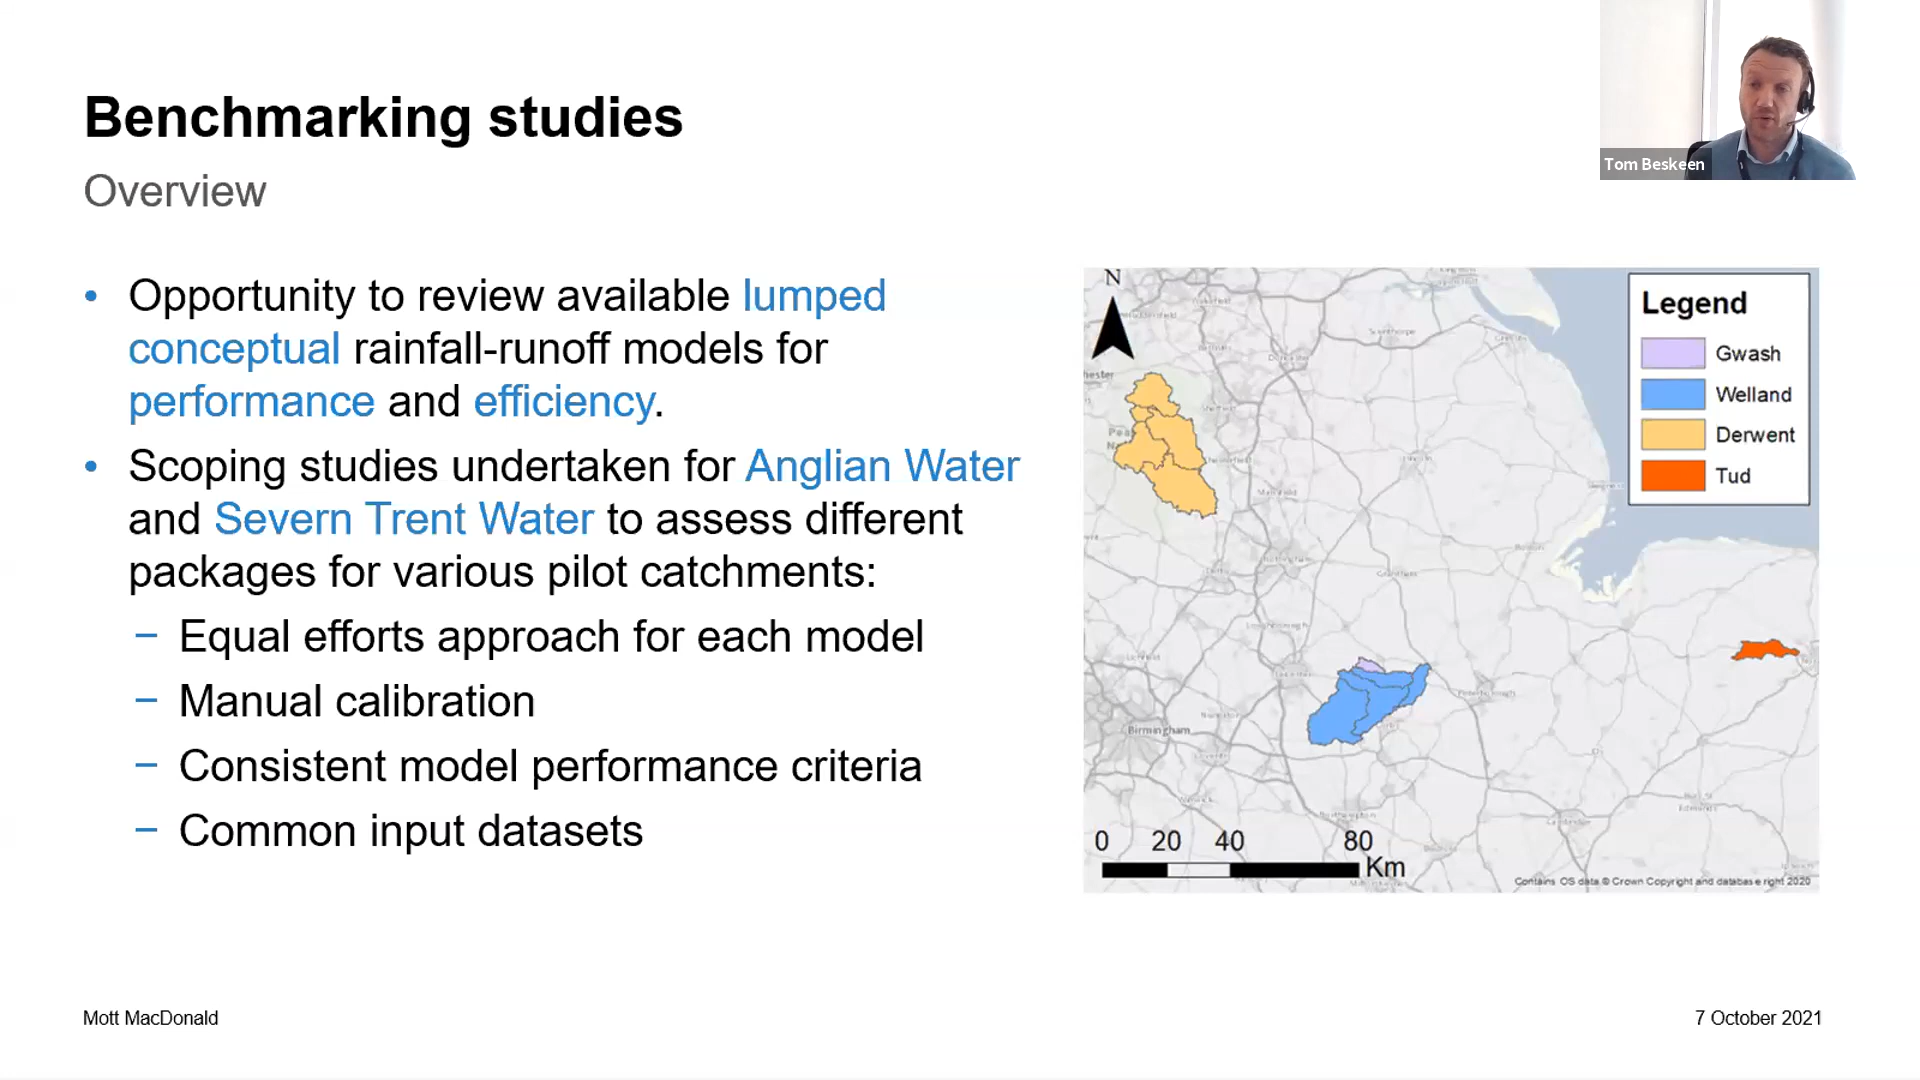 Benchmarking studies
Overview
Tom Beskeen
• Opportunity to review available lumped
conceptual rainfall-runoff models for
performance and efficiency.
• Scoping studies undertaken for Anglian Water
and Severn Trent Water to assess different
packages for various pilot catchments:
− Equal efforts approach for each model
− Manual calibration
− Consistent model performance criteria
− Common input datasets
N
Legend
Gwash
Welland
Derwent
Tud
Birmingham
0 20 40 80
Km
Contains OS data © Crown Copyright and database right 2020
Mott MacDonald
7 October 2021